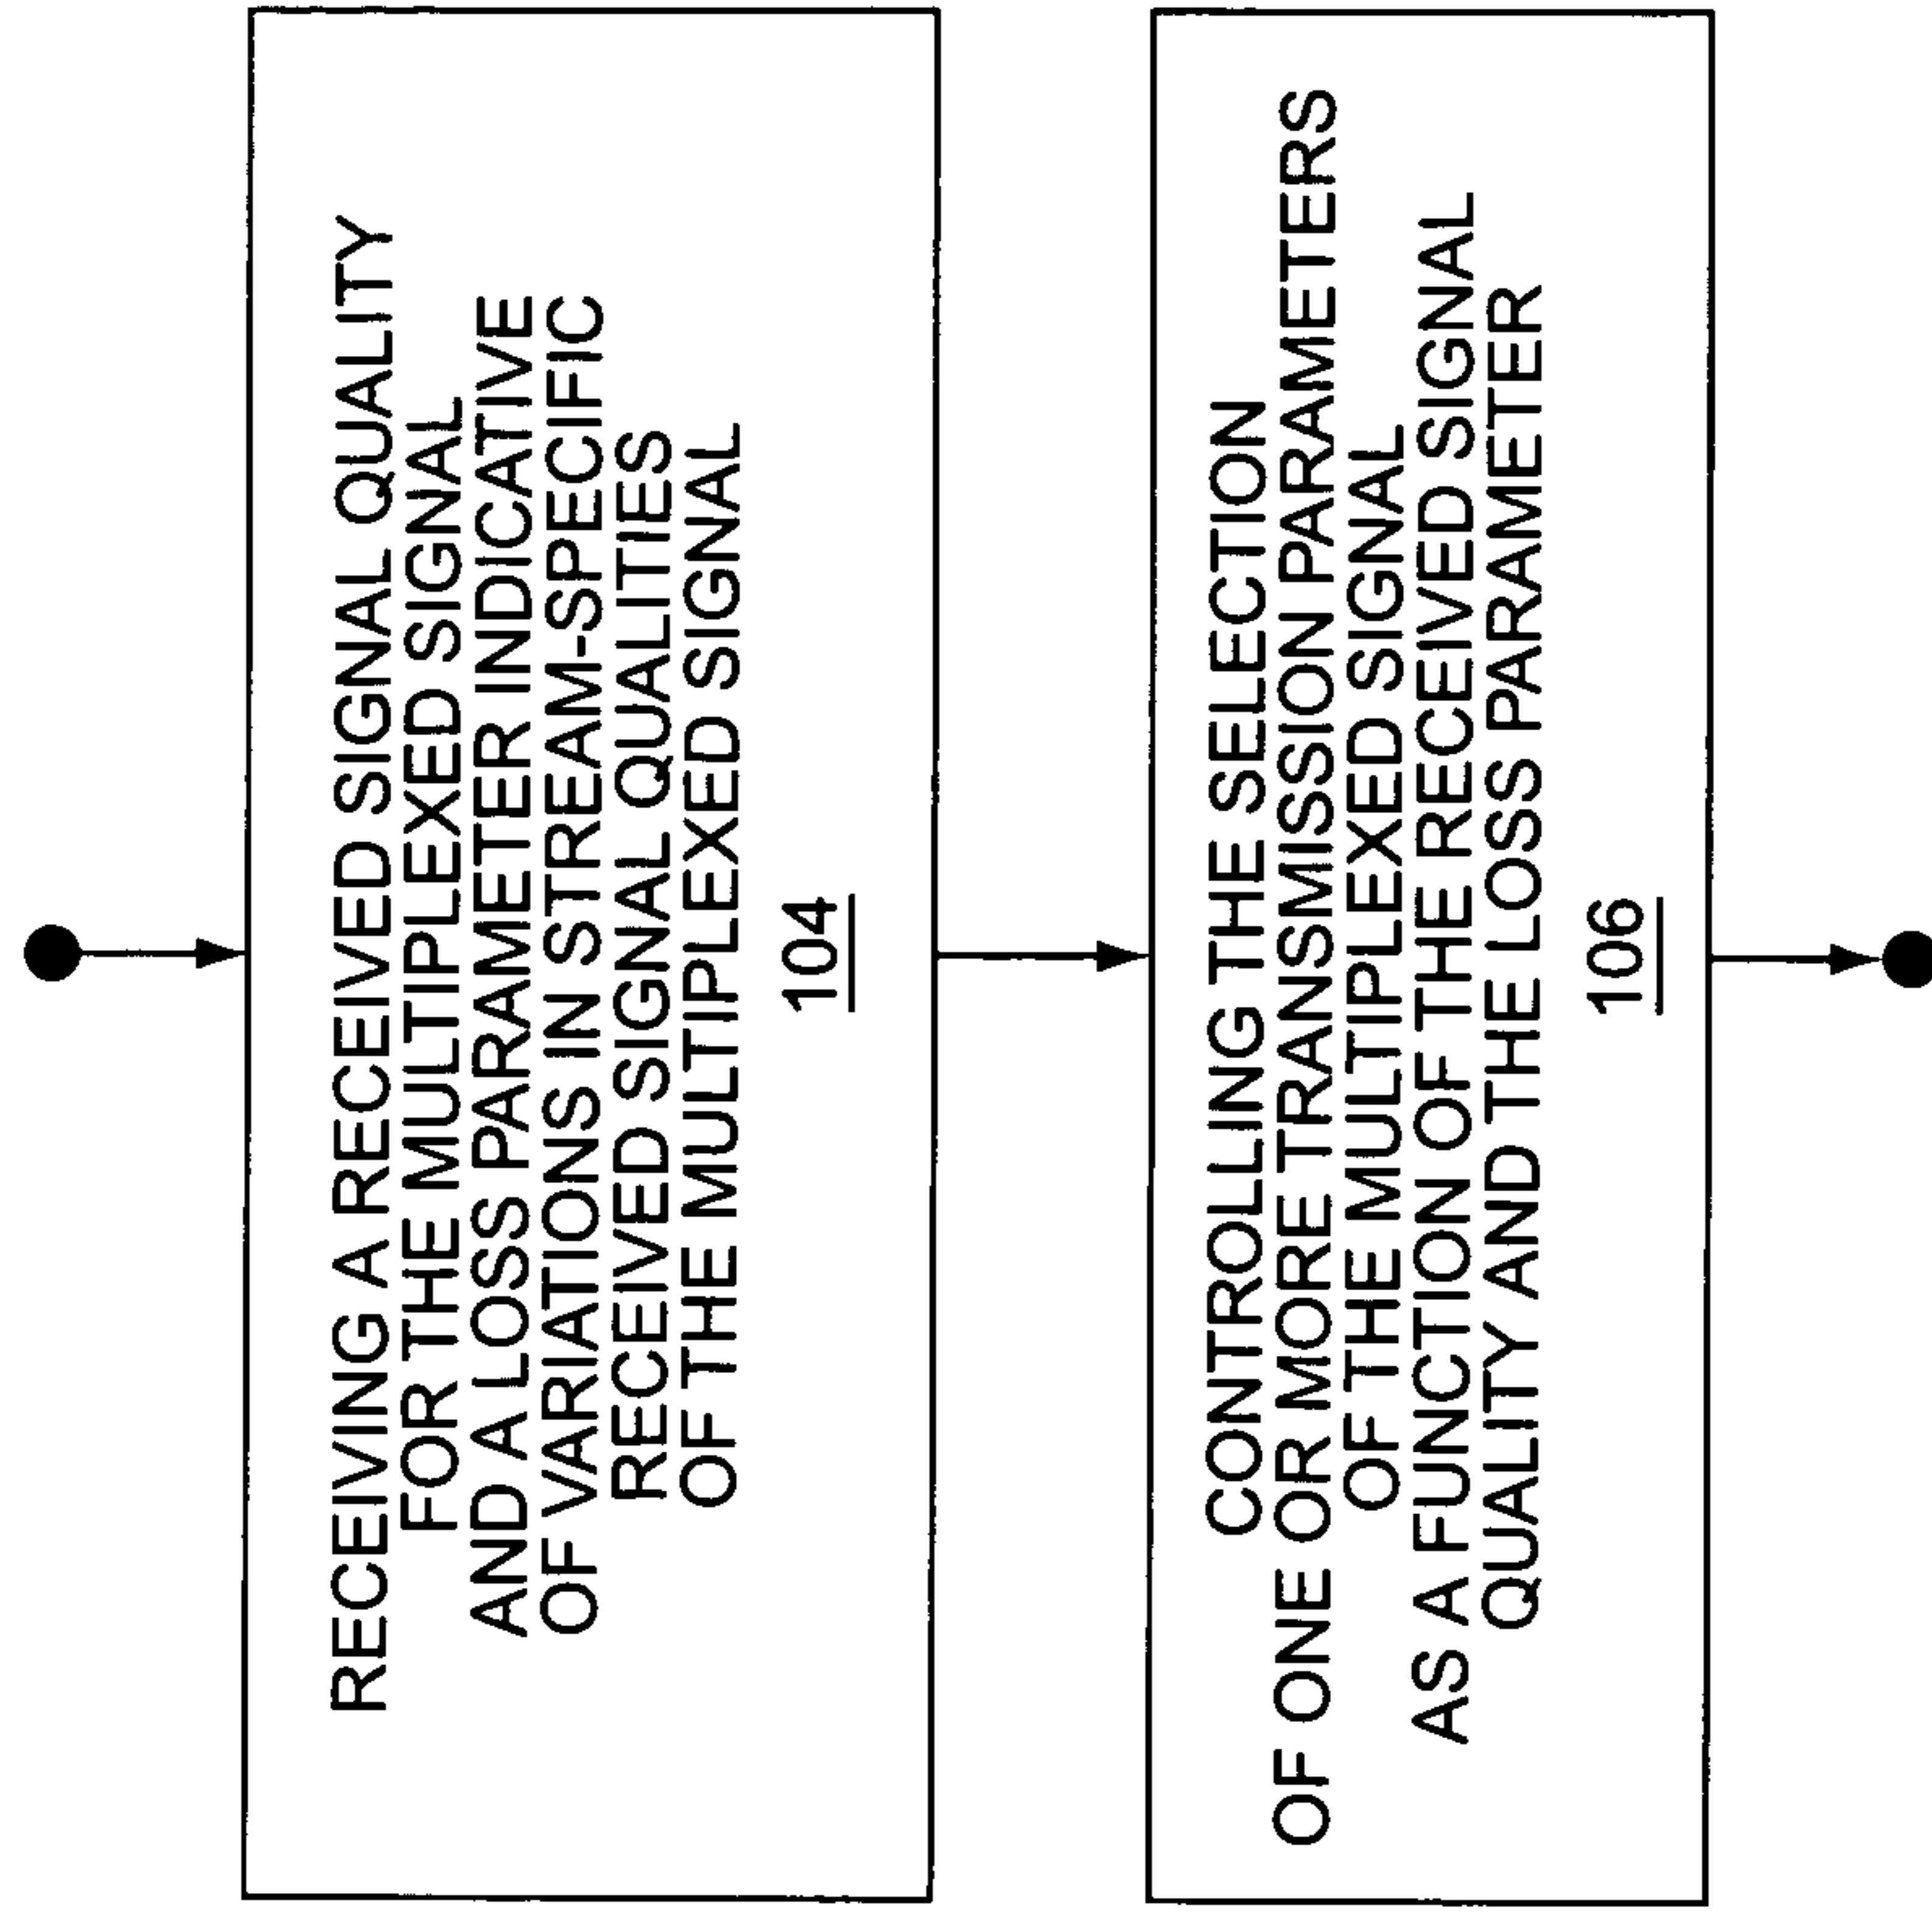 RECEIVING A RECEIVED SIGNAL QUALITY
FOR THE MULTIPLEXED SIGNAL
AND A LOSS PARAMETER INDICATIVE
OF VARIATIONS IN STREAM-SPECIFIC
RECEIVED SIGNAL QUALITIES
OF THE MULTIPLEXED SIGNAL
104
CONTROLLING THE SELECTION
OF ONE OR MORE TRANSMISSION PARAMETERS
OF THE MULTIPLEXED SIGNAL
AS A FUNCTION OF THE RECEIVED SIGNAL
QUALITY AND THE LOSS PARAMETER
106